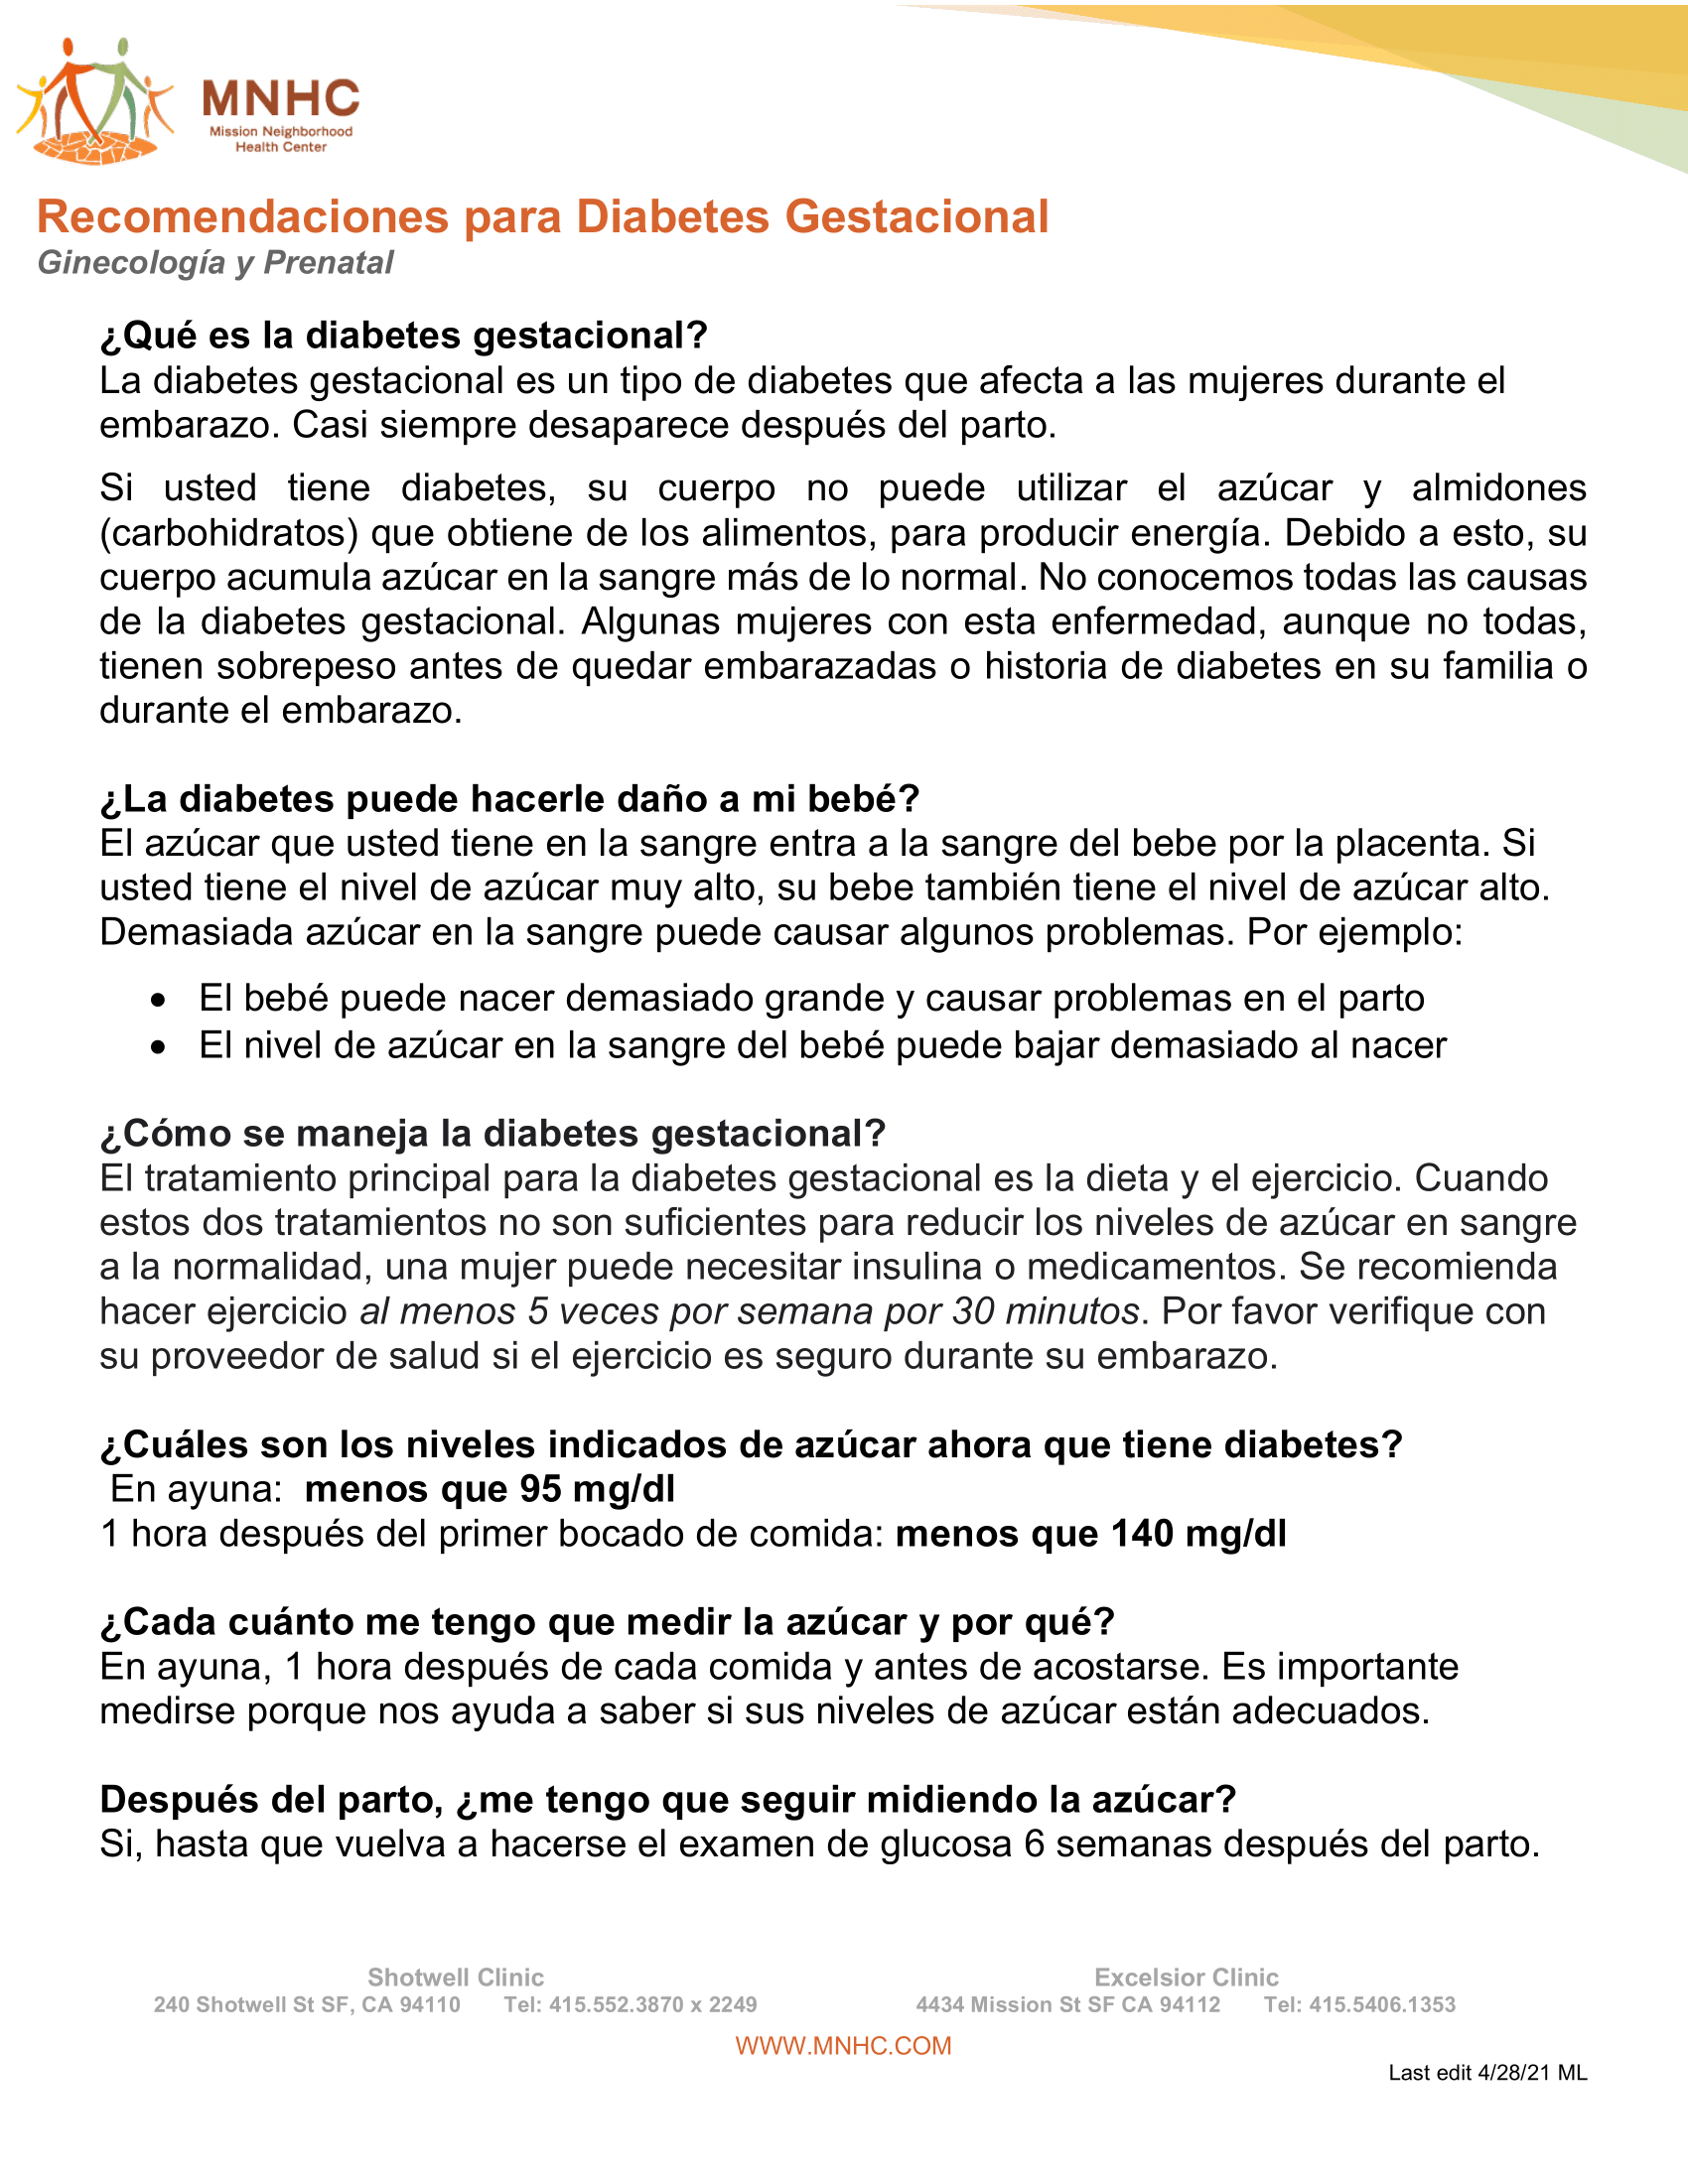 MNHC
Mission Neighborhood
Health Center
Recomendaciones para Diabetes Gestacional
Ginecología y Prenatal
¿Qué es la diabetes gestacional?
La diabetes gestacional es un tipo de diabetes que afecta a las mujeres durante el
embarazo. Casi siempre desaparece después del parto.
Si usted tiene diabetes, su cuerpo no puede utilizar el azúcar y almidones
(carbohidratos) que obtiene de los alimentos, para producir energía. Debido a esto, su
cuerpo acumula azúcar en la sangre más de lo normal. No conocemos todas las causas
de la diabetes gestacional. Algunas mujeres con esta enfermedad, aunque no todas,
tienen sobrepeso antes de quedar embarazadas o historia de diabetes en su familia o
durante el embarazo.
¿La diabetes puede hacerle daño a mi bebé?
El azúcar que usted tiene en la sangre entra a la sangre del bebe por la placenta. Si
usted tiene el nivel de azúcar muy alto, su bebe también tiene el nivel de azúcar alto.
Demasiada azúcar en la sangre puede causar algunos problemas. Por ejemplo:
• El bebé puede nacer demasiado grande y causar problemas en el parto
• El nivel de azúcar en la sangre del bebé puede bajar demasiado al nacer
¿Cómo se maneja la diabetes gestacional?
El tratamiento principal para la diabetes gestacional es la dieta y el ejercicio. Cuando
estos dos tratamientos no son suficientes para reducir los niveles de azúcar en sangre
a la normalidad, una mujer puede necesitar insulina o medicamentos. Se recomienda
hacer ejercicio al menos 5 veces por semana por 30 minutos. Por favor verifique con
su proveedor de salud si el ejercicio es seguro durante su embarazo.
¿Cuáles son los niveles indicados de azúcar ahora que tiene diabetes?
En ayuna: menos que 95 mg/dl
1 hora después del primer bocado de comida: menos que 140 mg/dl
¿Cada cuánto me tengo que medir la azúcar y por qué?
En ayuna, 1 hora después de cada comida y antes de acostarse. Es importante
medirse porque nos ayuda a saber si sus niveles de azúcar están adecuados.
Después del parto, ¿me tengo que seguir midiendo la azúcar?
Si, hasta que vuelva a hacerse el examen de glucosa 6 semanas después del parto.
Shotwell Clinic
240 Shotwell St SF, CA 94110 Tel: 415.552.3870 x 2249
Excelsior Clinic
4434 Mission St SF CA 94112 Tel: 415.5406.1353
WWW.MNHC.COM
Last edit 4/28/21 ML